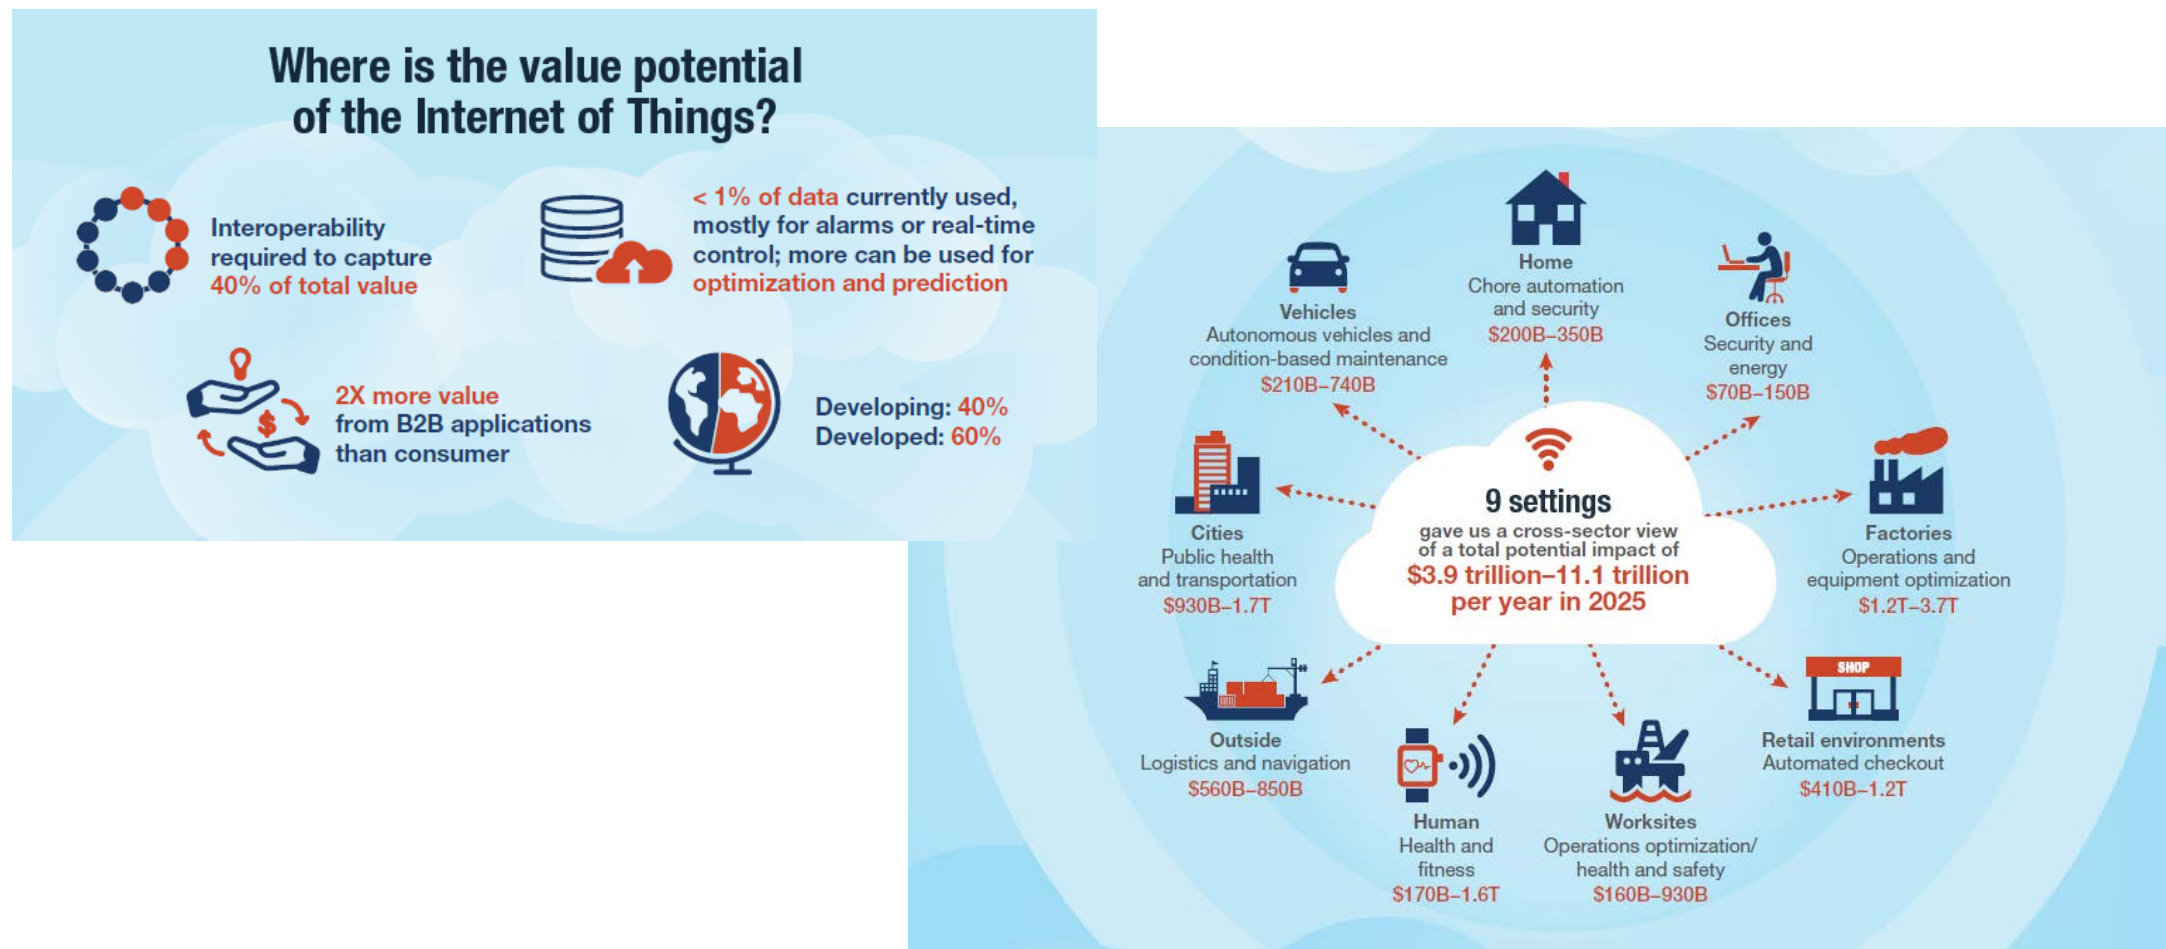 Where is the value potential
of the Internet of Things?
Interoperability
required to capture
40% of total value
< 1% of data currently used,
mostly for alarms or real-time
control; more can be used for
optimization and prediction
2X more value
from B2B applications
than consumer
$
Developing: 40%
Developed: 60%
Home
Chore automation
and security
$200B–350B
Vehicles
Autonomous vehicles and
condition-based maintenance
$210B–740B
Offices
Security and
energy
$70B–150B
9 settings
gave us a cross-sector view
of a total potential impact of
$3.9 trillion–11.1 trillion
per year in 2025
Cities
Public health
and transportation
$930B–1.7T
Factories
Operations and
equipment optimization
$1.2T–3.7T
Outside
Logistics and navigation
$560B–850B
Human
Health and
fitness
$170B–1.6T
Worksites
Operations optimization/
health and safety
$160B–930B
SHOP
Retail environments
Automated checkout
$410B–1.2T